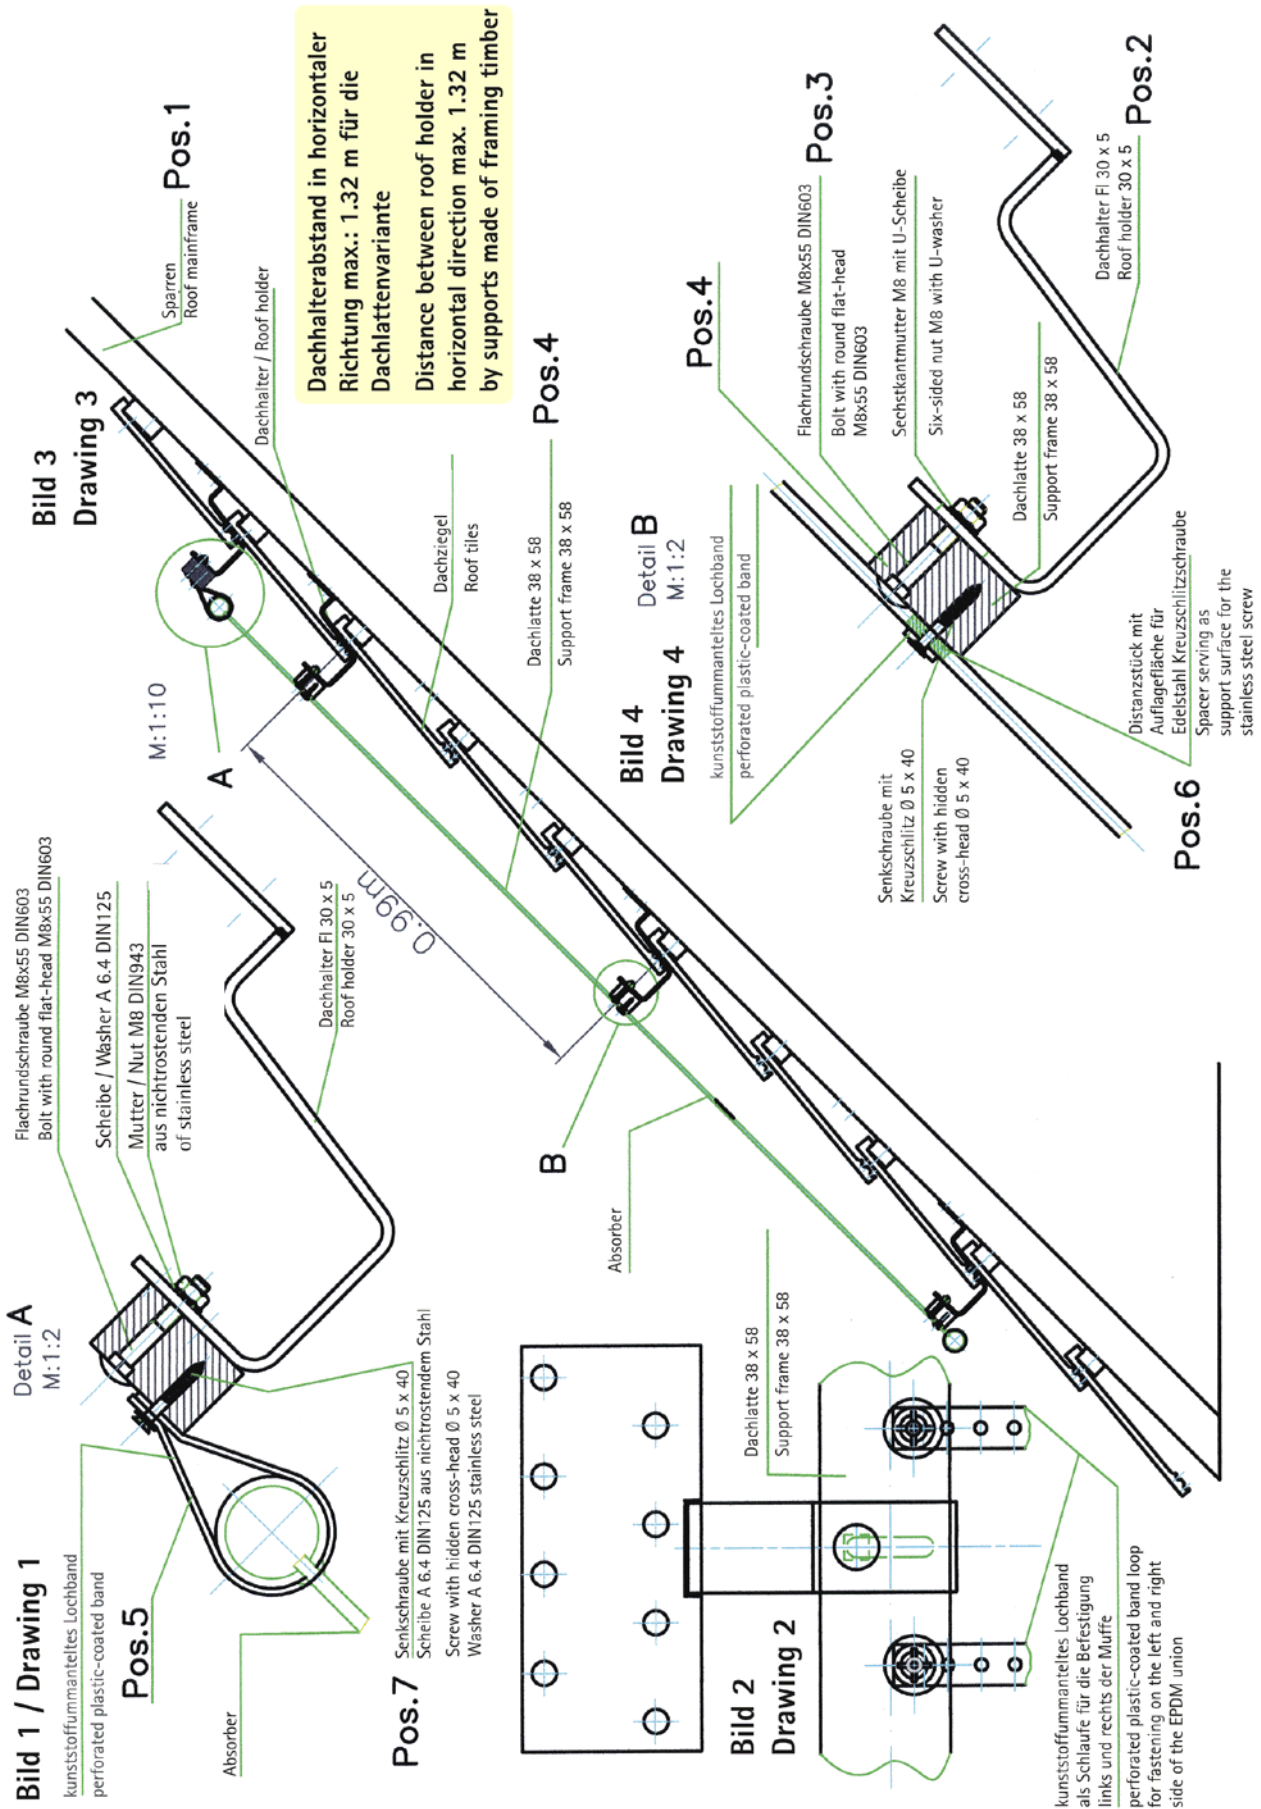 Bild 1 / Drawing 1
kunststoffummanteltes Lochband
perforated plastic-coated band
Pos.5
Absorber
Detail A
M:1:2
Flachrundschraube M8x55 DIN603
Bolt with round flat-head M8x55 DIN603
Scheibe / Washer A 6.4 DIN125
Mutter / Nut M8 DIN943
aus nichtrostenden Stahl
of stainless steel
Dachhalter Fl 30 x 5
Roof holder 30 x 5
Pos.7
Senkschraube mit Kreuzschlitz Ø 5 x 40
Scheibe A 6.4 DIN125 aus nichtrostendem Stahl
Screw with hidden cross-head Ø 5 x 40
Washer A 6.4 DIN125 stainless steel
Bild 2
Drawing 2
Dachlatte 38 x 58
Support frame 38 x 58
kunststoffummanteltes Lochband
als Schlaufe für die Befestigung
links und rechts der Muffe
perforated plastic-coated band loop
for fastening on the left and right
side of the EPDM union
Bild 3
Drawing 3
M:1:10
A
0.99m
B
Absorber
Sparren
Roof mainframe
Pos.1
Dachhalter / Roof holder
Dachziegel
Roof tiles
Dachlatte 38 x 58
Support frame 38 x 58
Pos.4
Dachhalterabstand in horizontaler
Richtung max.: 1.32 m für die
Dachlattenvariante
Distance between roof holder in
horizontal direction max. 1.32 m
by supports made of framing timber
Bild 4
Drawing 4
Detail B
M:1:2
kunststoffummanteltes Lochband
perforated plastic-coated band
Pos.4
Flachrundschraube M8x55 DIN603
Bolt with round flat-head
M8x55 DIN603
Pos.3
Sechstkantmutter M8 mit U-Scheibe
Six-sided nut M8 with U-washer
Dachlatte 38 x 58
Support frame 38 x 58
Dachhalter Fl 30 x 5
Roof holder 30 x 5
Pos.2
Senkschraube mit
Kreuzschlitz Ø 5 x 40
Screw with hidden
cross-head Ø 5 x 40
Pos.6
Distanzstück mit
Auflagefläche für
Edelstahl Kreuzschlitzschraube
Spacer serving as
support surface for the
stainless steel screw